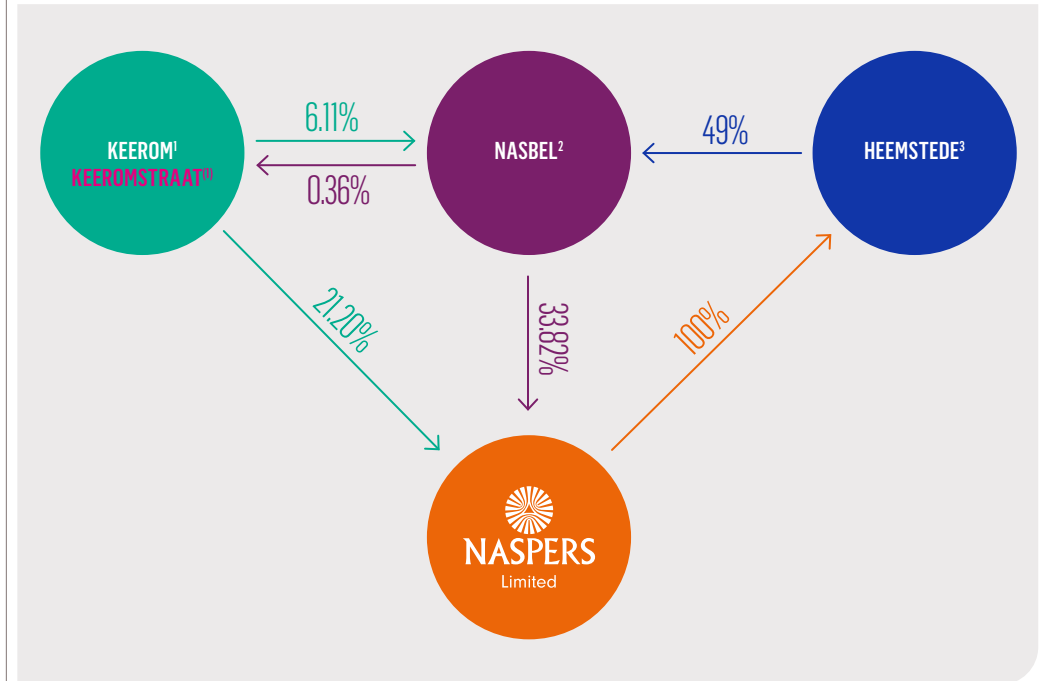 KEEROM¹
KEEROMSTRAAT⁽¹⁾
6.11%
0.36%
NASBEL²
49%
HEEMSTEDE³
21.20%
33.82%
100%
NASPERS
Limited